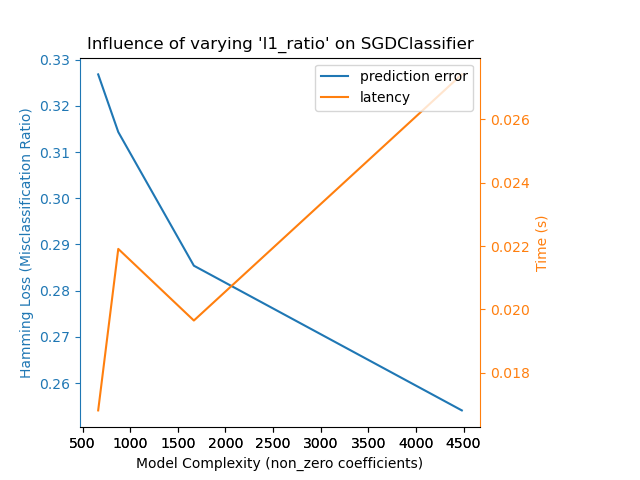 Influence of varying 'l1_ratio' on SGDClassifier
prediction error
latency
Hamming Loss (Misclassification Ratio)
0.33
0.32
0.31
0.30
0.29
0.28
0.27
0.26
0.026
0.024
0.022
0.020
0.018
Time (s)
500 1000 1500 2000 2500 3000 3500 4000 4500
Model Complexity (non_zero coefficients)